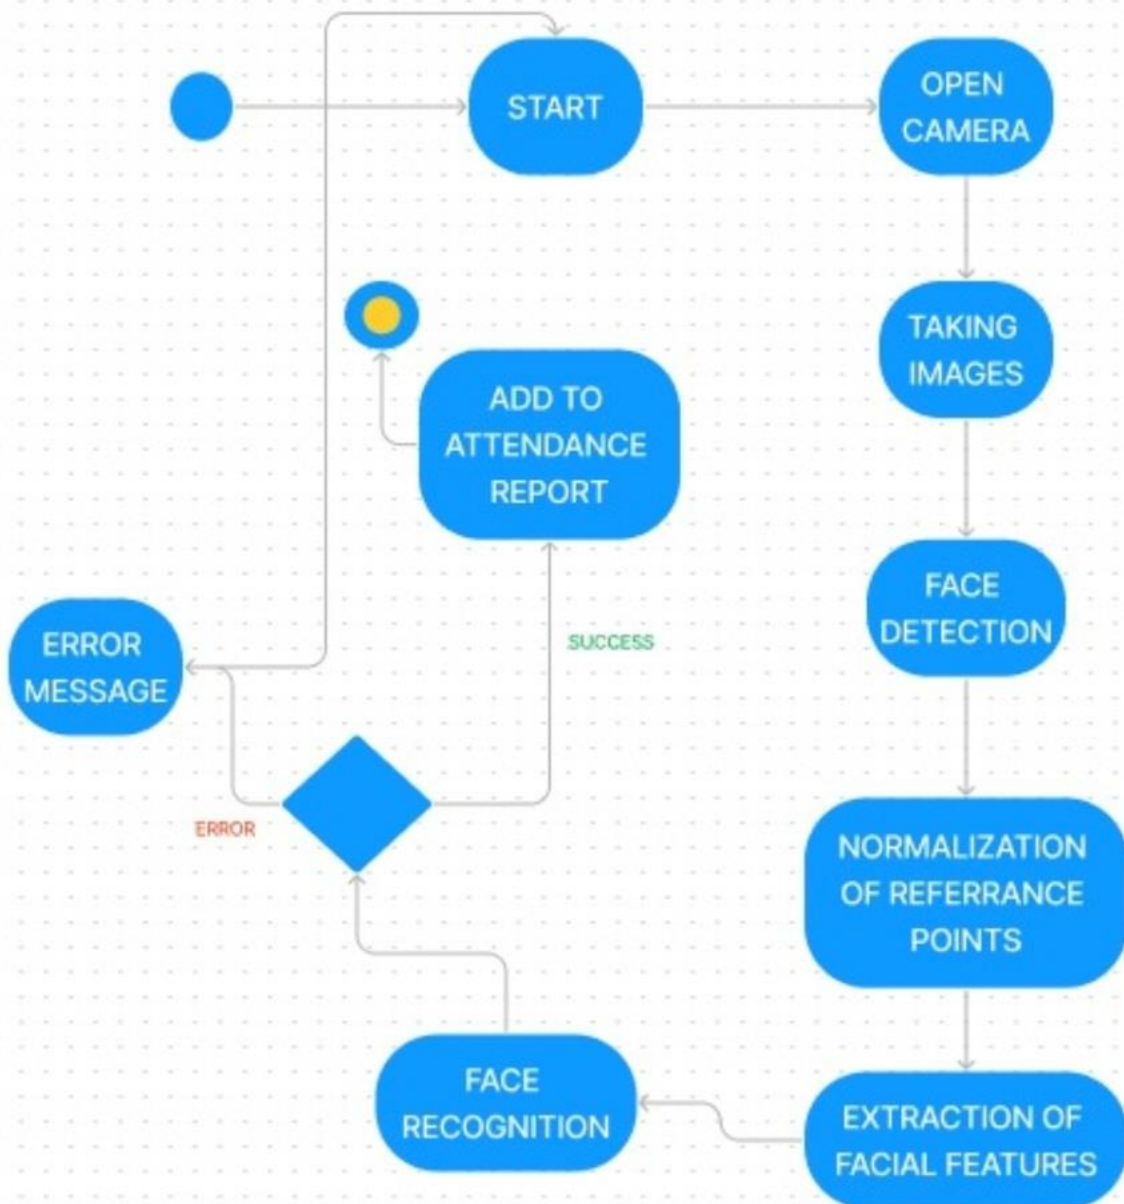 START
OPEN
CAMERA
TAKING
IMAGES
ADD TO
ATTENDANCE
REPORT
FACE
DETECTION
ERROR
MESSAGE
SUCCESS
ERROR
NORMALIZATION
OF REFERRANCE
POINTS
FACE
RECOGNITION
EXTRACTION OF
FACIAL FEATURES